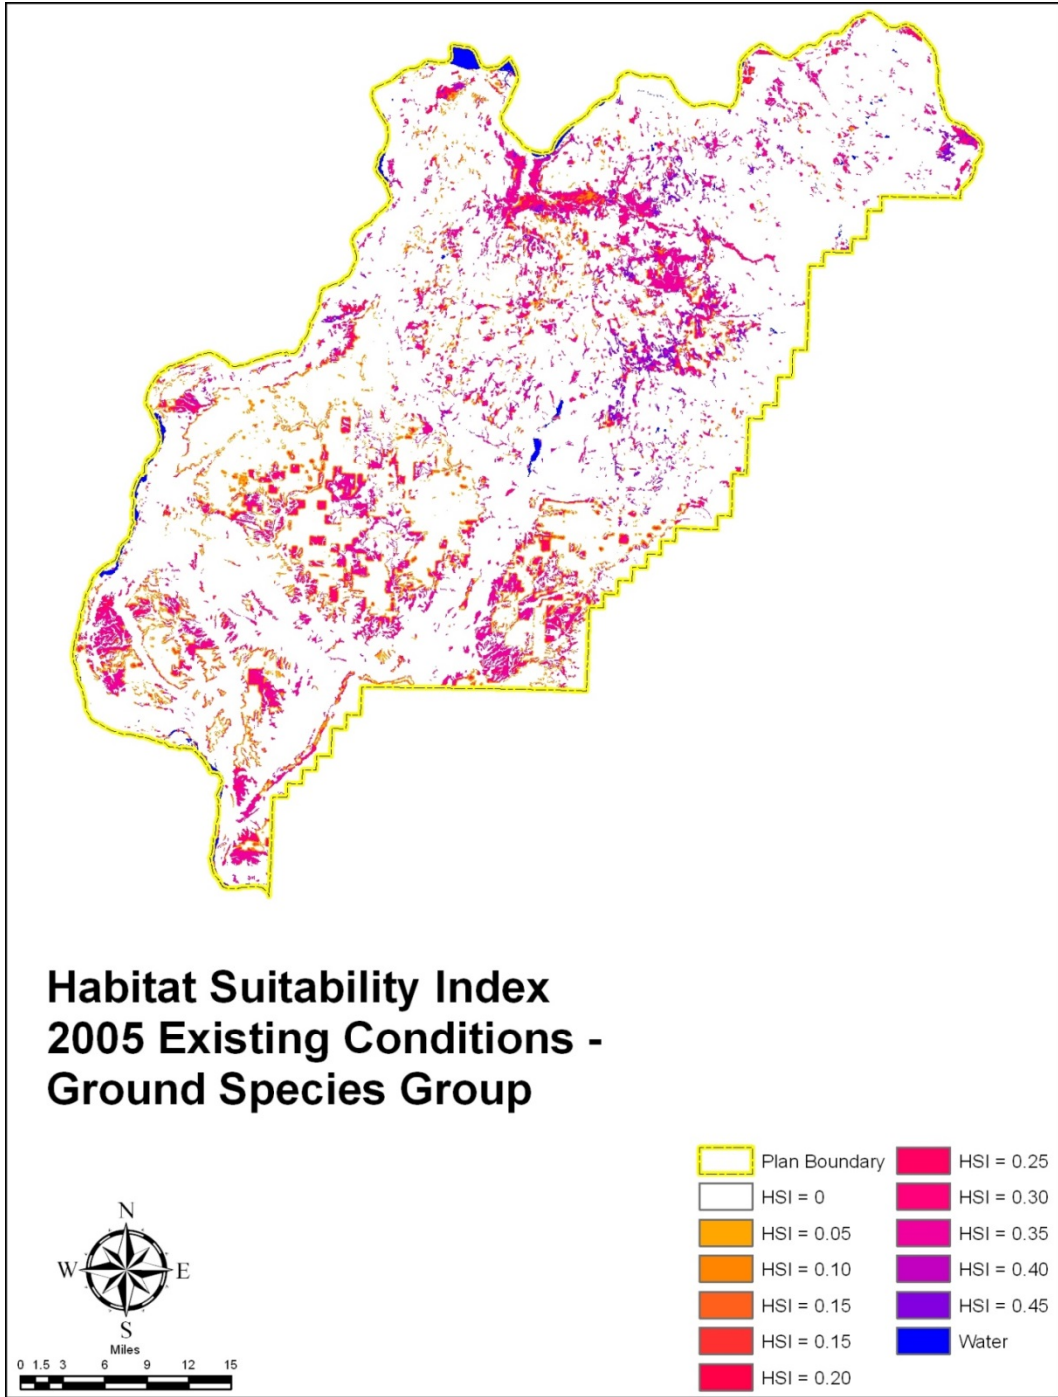 Habitat Suitability Index
2005 Existing Conditions -
Ground Species Group
N
W E
S
Miles
0 1.5 3 6 9 12 15
Plan Boundary
HSI = 0
HSI = 0.05
HSI = 0.10
HSI = 0.15
HSI = 0.15
HSI = 0.20
HSI = 0.25
HSI = 0.30
HSI = 0.35
HSI = 0.40
HSI = 0.45
Water